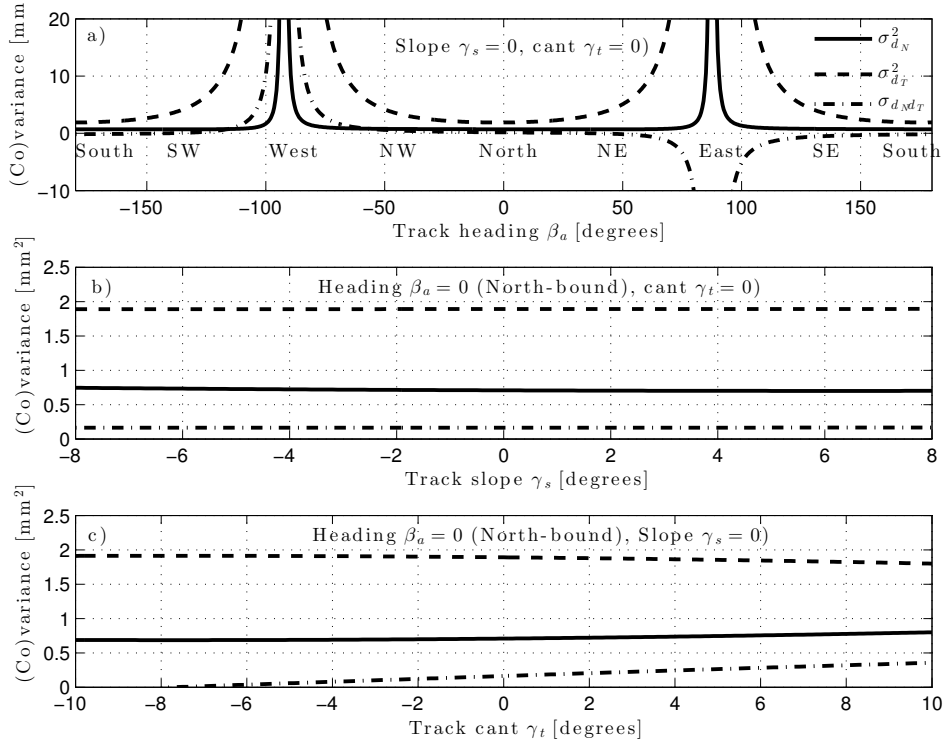 (Co)variance [mm
20
10
0
−10
a)
Slope γs=0, cant γt=0)
σ²dN
σ²dT
σdNdT
South SW West NW North NE East SE South
−150 −100 −50 0 50 100 150
Track heading βa [degrees]
(Co)variance [mm²]
2.5
2
1.5
1
0.5
0
b)
Heading βa=0 (North-bound), cant γt=0)
−8 −6 −4 −2 0 2 4 6 8
Track slope γs [degrees]
(Co)variance [mm²]
2.5
2
1.5
1
0.5
0
c)
Heading βa=0 (North-bound), Slope γs=0)
−10 −8 −6 −4 −2 0 2 4 6 8 10
Track cant γt [degrees]